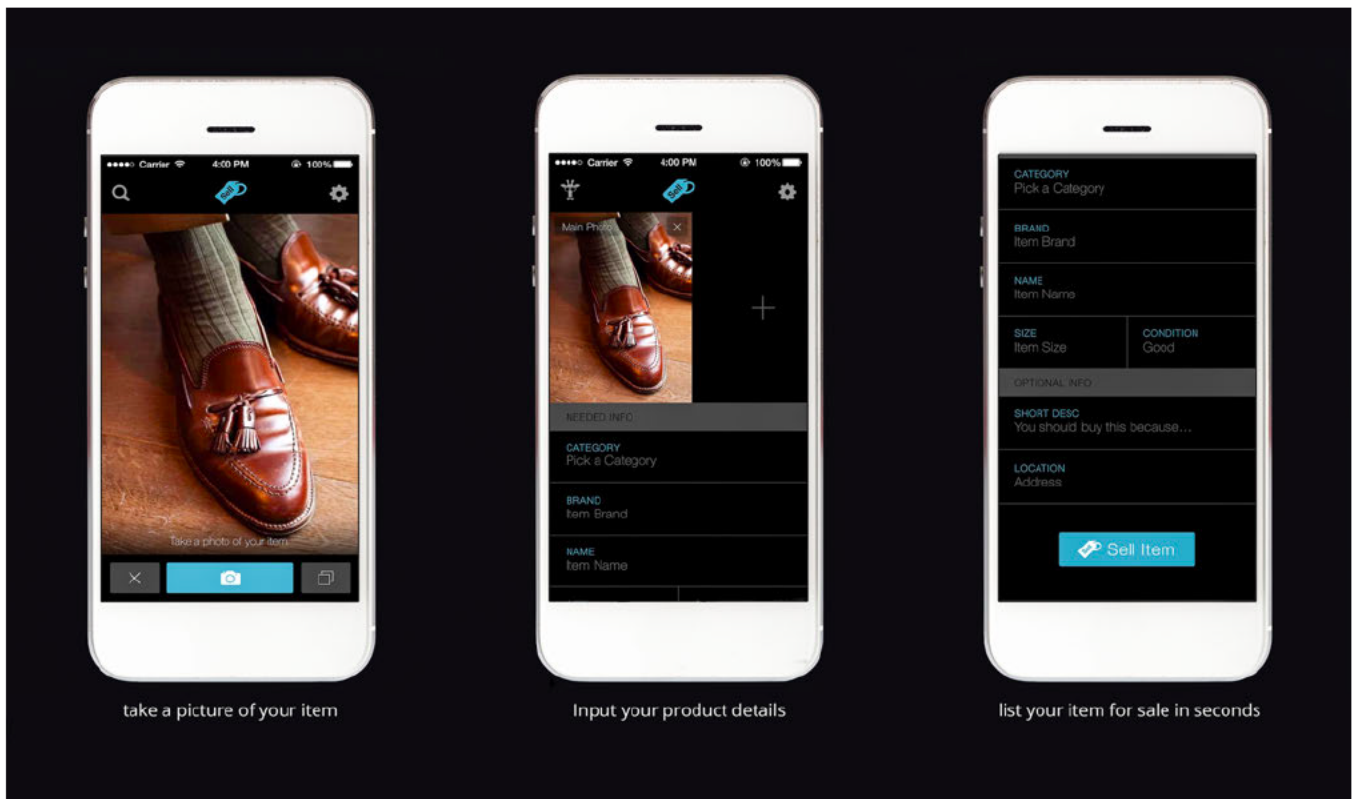 Carrier
4:00 PM
100%
Sell
Take a photo of your item
take a picture of your item
Carrier
4:00 PM
100%
Sell
Main Photo
NEEDED INFO
CATEGORY
Pick a Category
BRAND
Item Brand
NAME
Item Name
Input your product details
CATEGORY
Pick a Category
BRAND
Item Brand
NAME
Item Name
SIZE
CONDITION
Item Size
Good
OPTIONAL INFO
SHORT DESC
You should buy this because...
LOCATION
Address
Sell Item
list your item for sale in seconds